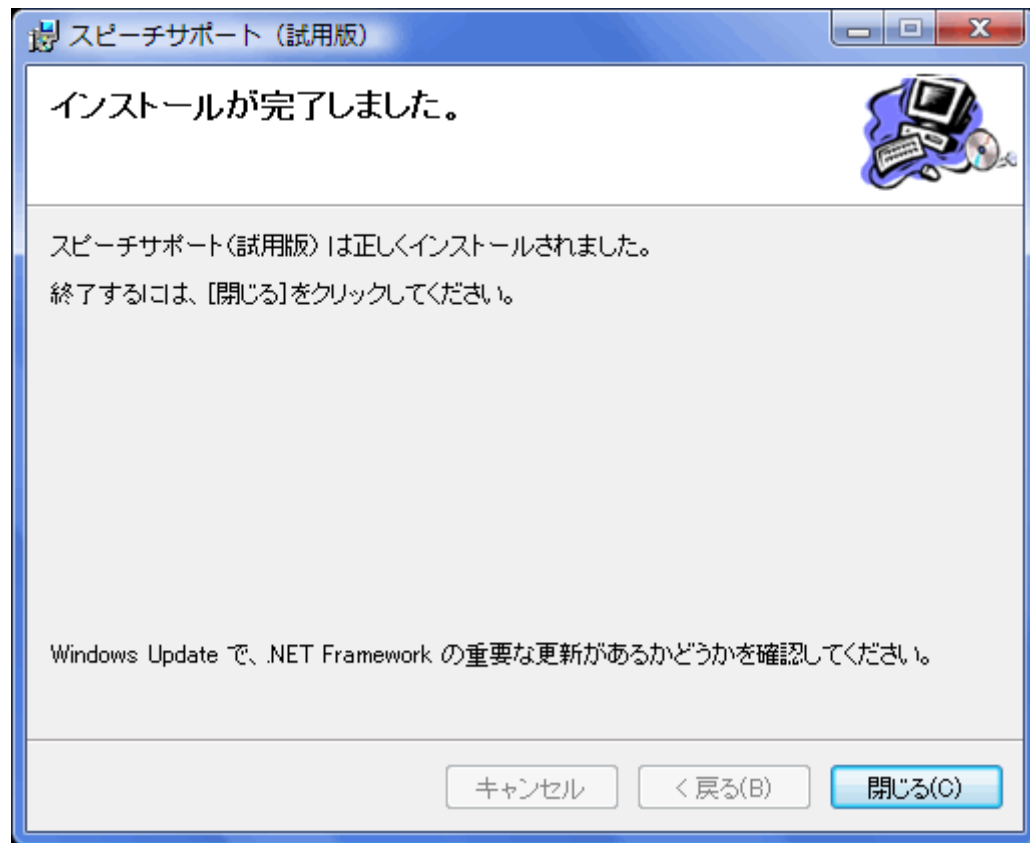 スピーチサポート（試用版）
インストールが完了しました。
スピーチサポート(試用版) は正しくインストールされました。
終了するには、[閉じる]をクリックしてください。
Windows Update で、.NET Framework の重要な更新があるかどうかを確認してください。
キャンセル
< 戻る(B)
閉じる(C)